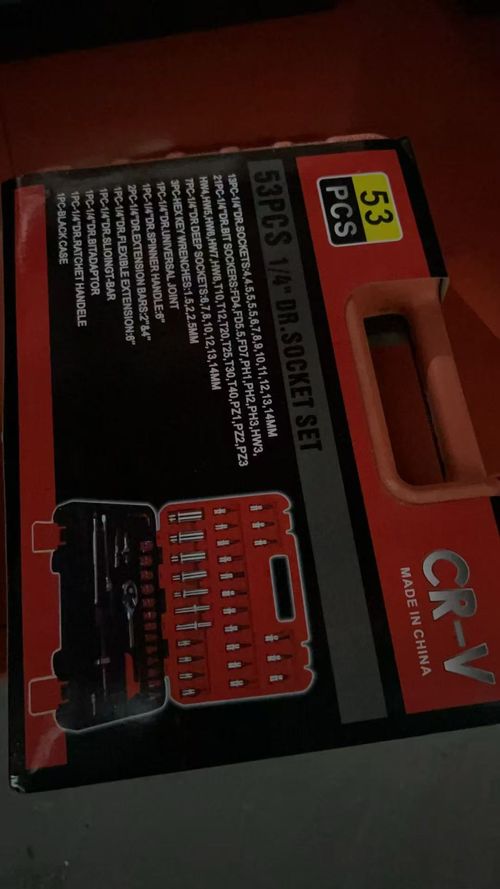 53
PCS
CR-V
MADE IN CHINA
53PCS 1/4" DR.SOCKET SET
13PC-1/4"DR.SOCKETS:4,4.5,5,5.5,6,7,8,9,10,11,12,13,14MM
21PC-1/4"DR.BIT SOCKERS:FD4,FD5.5,FD7,PH1,PH2,PH3,HW3,
HW4,HW5,HW6,HW7,HW8,T10,T12,T20,T25,T30,T40,PZ1,PZ2,PZ3
7PC-1/4"DR DEEP SOCKETS:6,7,8,10,12,13,14MM
3PC-HEX KEY WRENCHES:1.5,2,2.5MM
1PC-1/4"DR.UNIVERSAL JOINT
1PC-1/4"DR.SPINNER HANDLE:6"
2PC-1/4"DR.EXTENSION BARS:2"&4"
1PC-1/4"DR.FLEXIBLE EXTENSION:6"
1PC-1/4"DR.SLIOINGT-BAR
1PC-1/4"DR.BITADAPTOR
1PC-1/4"DR.RATCHET HANDELE
1PC-BLACK CASE